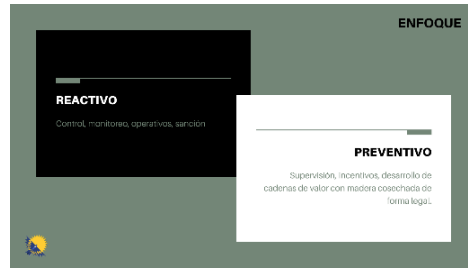 ENFOQUE
REACTIVO
Control, monitoreo, operativos, sanción
PREVENTIVO
Supervisión, incentivos, desarrollo de
cadenas de valor con madera cosechada de
forma legal.